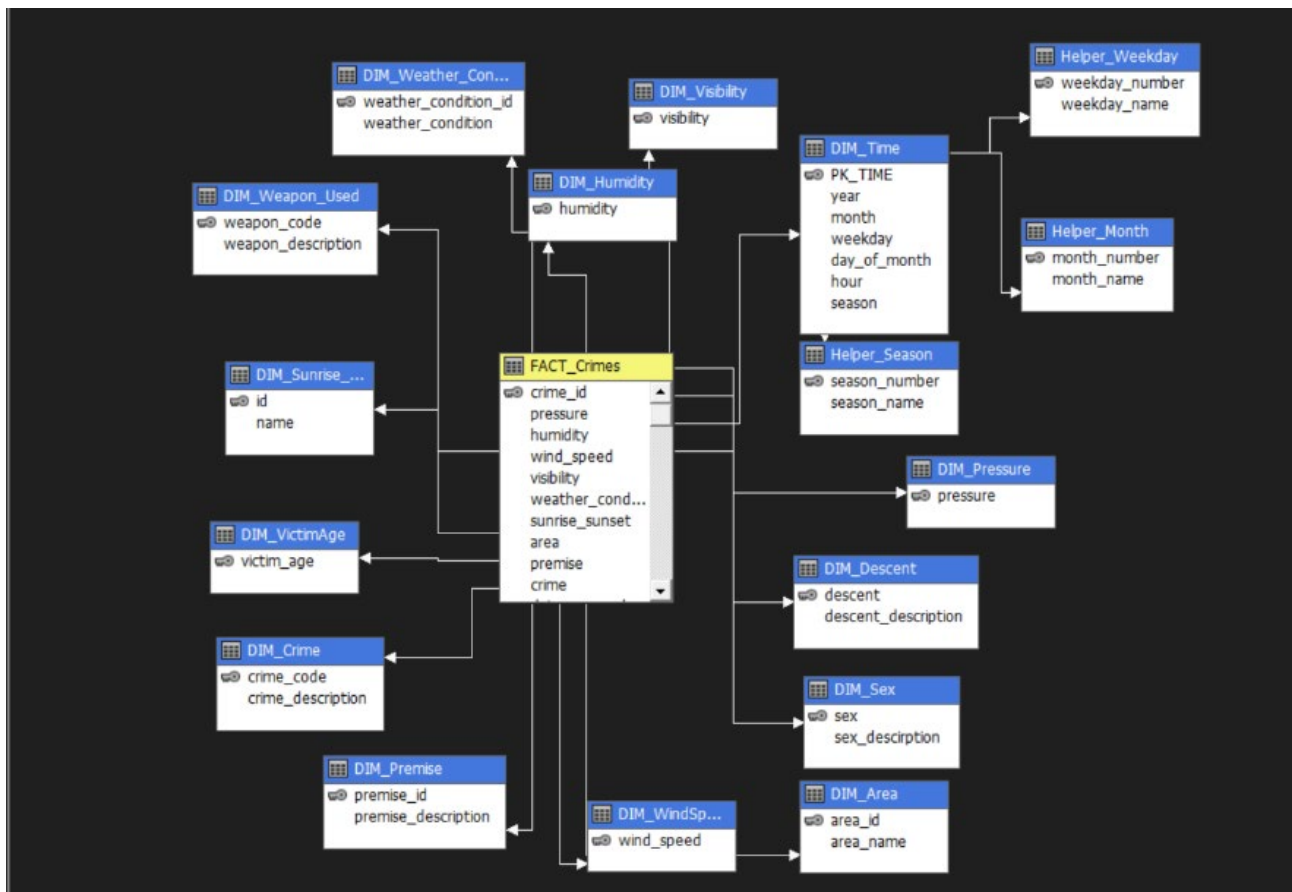 DIM_Weather_Con...
weather_condition_id
weather_condition
DIM_Visibility
visibility
Helper_Weekday
weekday_number
weekday_name
DIM_Time
PK_TIME
year
month
weekday
day_of_month
hour
season
DIM_Humidity
humidity
DIM_Weapon_Used
weapon_code
weapon_description
Helper_Month
month_number
month_name
Helper_Season
season_number
season_name
FACT_Crimes
crime_id
pressure
humidity
wind_speed
visibility
weather_cond...
sunrise_sunset
area
premise
crime
DIM_Sunrise_...
id
name
DIM_Pressure
pressure
DIM_VictimAge
victim_age
DIM_Descent
descent
descent_description
DIM_Crime
crime_code
crime_description
DIM_Sex
sex
sex_descirption
DIM_Premise
premise_id
premise_description
DIM_WindSp...
wind_speed
DIM_Area
area_id
area_name